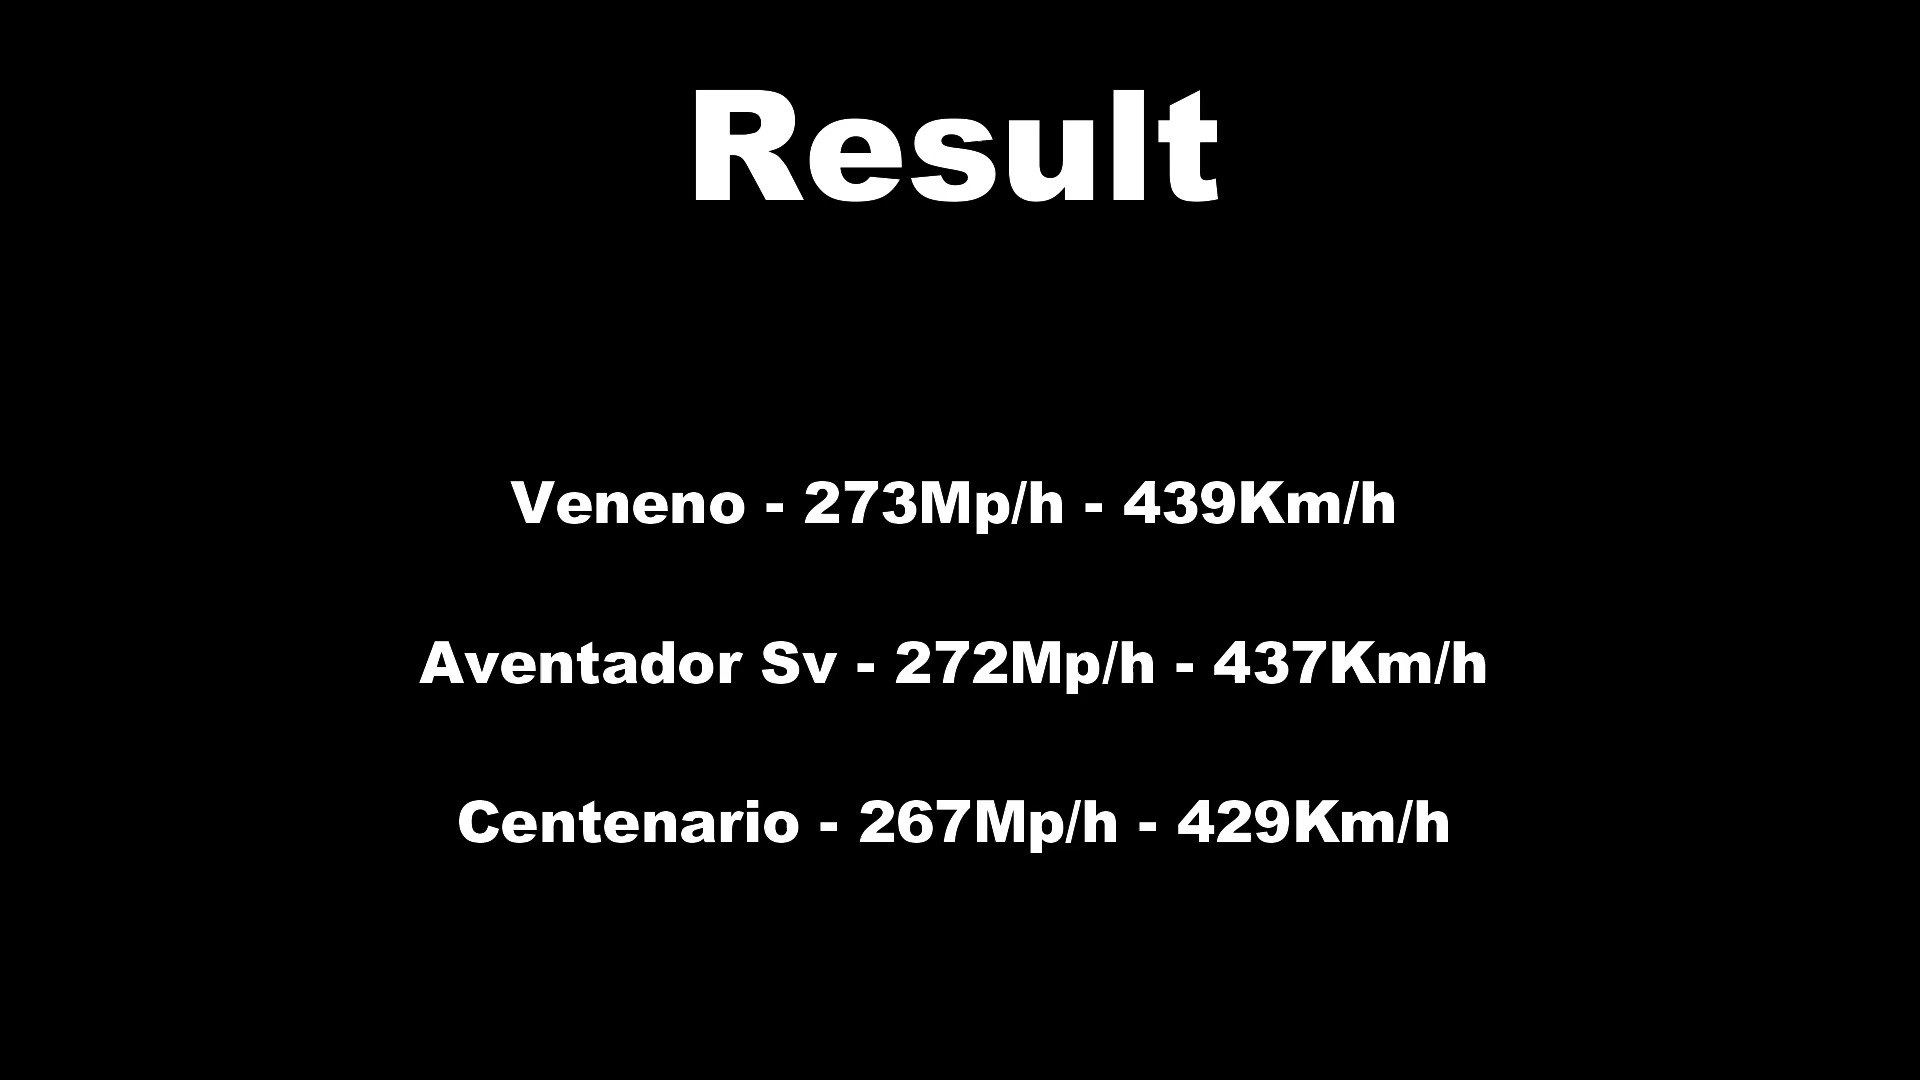 Result
Veneno - 273Mp/h - 439Km/h
Aventador Sv - 272Mp/h - 437Km/h
Centenario - 267Mp/h - 429Km/h